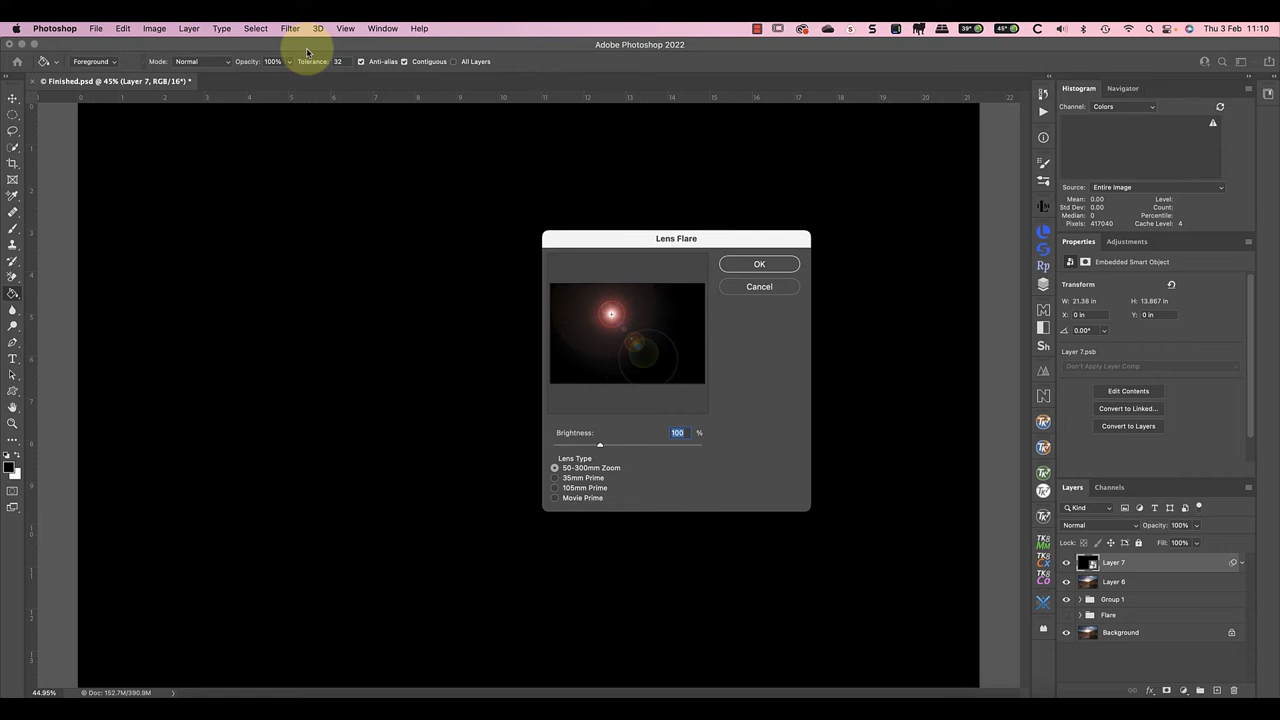 Photoshop File Edit Image Layer Type Select Filter 3D View Window Help 39° 45° Thu 3 Feb 11:10
Adobe Photoshop 2022
Foreground Mode: Normal Opacity: 100% Tolerance: 32 Anti-alias Contiguous All Layers
© Finished.psd @ 45% (Layer 7, RGB/16*) *
Histogram Navigator
Channel: Colors
Source: Entire Image
Mean: 0.00 Level:
Std Dev: 0.00 Count:
Median: 0 Percentile:
Pixels: 417040 Cache Level: 4
Properties Adjustments
Embedded Smart Object
Transform
W: 21.38 in H: 13.867 in
X: 0 in Y: 0 in
0.00°
Layer 7.psb
Don't Apply Layer Comp
Edit Contents
Convert to Linked...
Convert to Layers
Layers Channels
Kind
Normal Opacity: 100%
Lock: Fill: 100%
Layer 7
Layer 6
Group 1
Flare
Background
Lens Flare
OK
Cancel
Brightness: 100 %
Lens Type
50-300mm Zoom
35mm Prime
105mm Prime
Movie Prime
44.95% Doc: 152.7M/390.9M